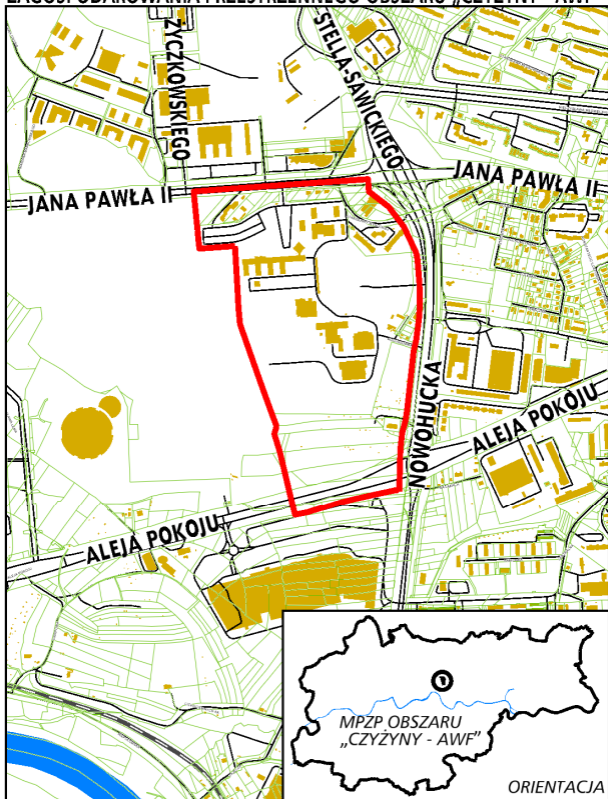 ZAGOSPODAROWANIA PRZESTRZENNEGO OBSZARU „CZYŻYNY - AWF”
ŻYCZKOWSKIEGO
STELLA-SAWICKIEGO
JANA PAWŁA II
JANA PAWŁA II
NOWOHUCKA
ALEJA POKOJU
ALEJA POKOJU
MPZP OBSZARU
„CZYŻYNY - AWF”
ORIENTACJA